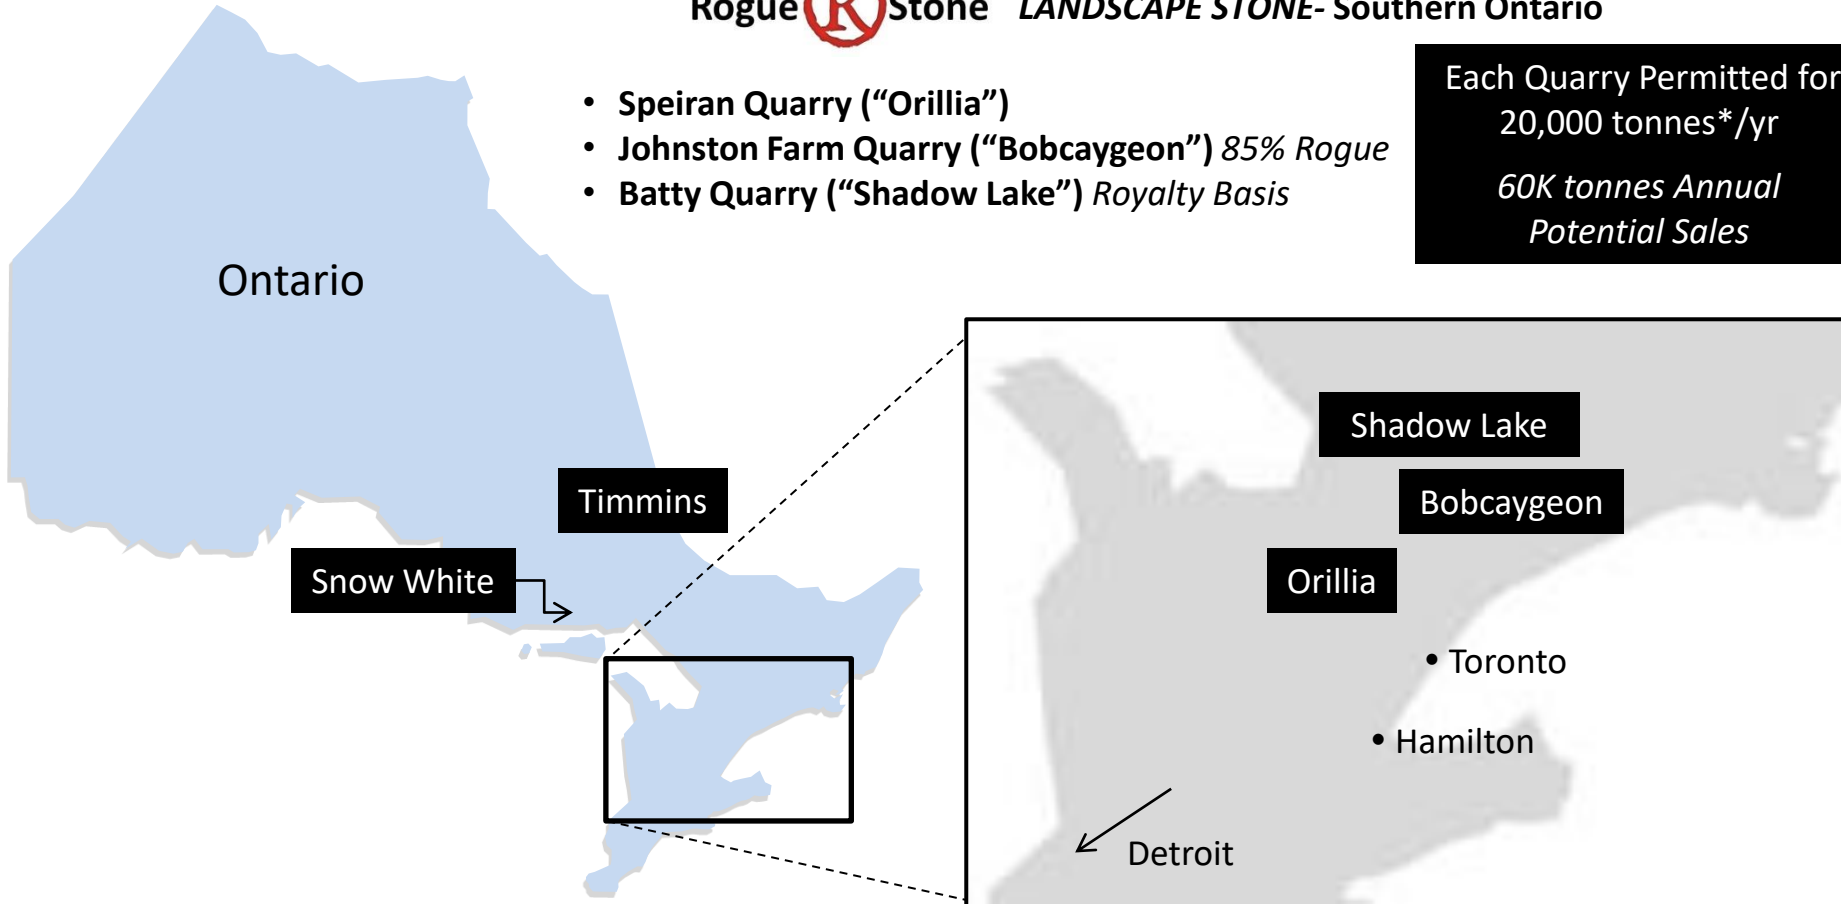 Rogue R Stone LANDSCAPE STONE- Southern Ontario
• Speiran Quarry (“Orillia”)
• Johnston Farm Quarry (“Bobcaygeon”) 85% Rogue
• Batty Quarry (“Shadow Lake”) Royalty Basis
Each Quarry Permitted for
20,000 tonnes*/yr
60K tonnes Annual
Potential Sales
Ontario
Timmins
Snow White
Shadow Lake
Bobcaygeon
Orillia
• Toronto
• Hamilton
Detroit